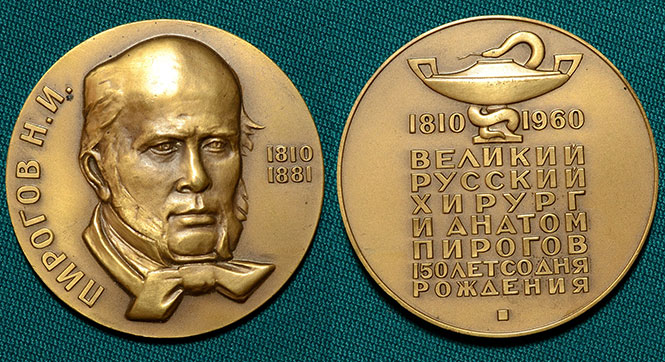 ПИРОГОВ Н.И.
1810
1881
1810 1960
ВЕЛИКИЙ
РУССКИЙ
ХИРУРГ
И АНАТОМ
ПИРОГОВ
150 ЛЕТ СО ДНЯ
РОЖДЕНИЯ